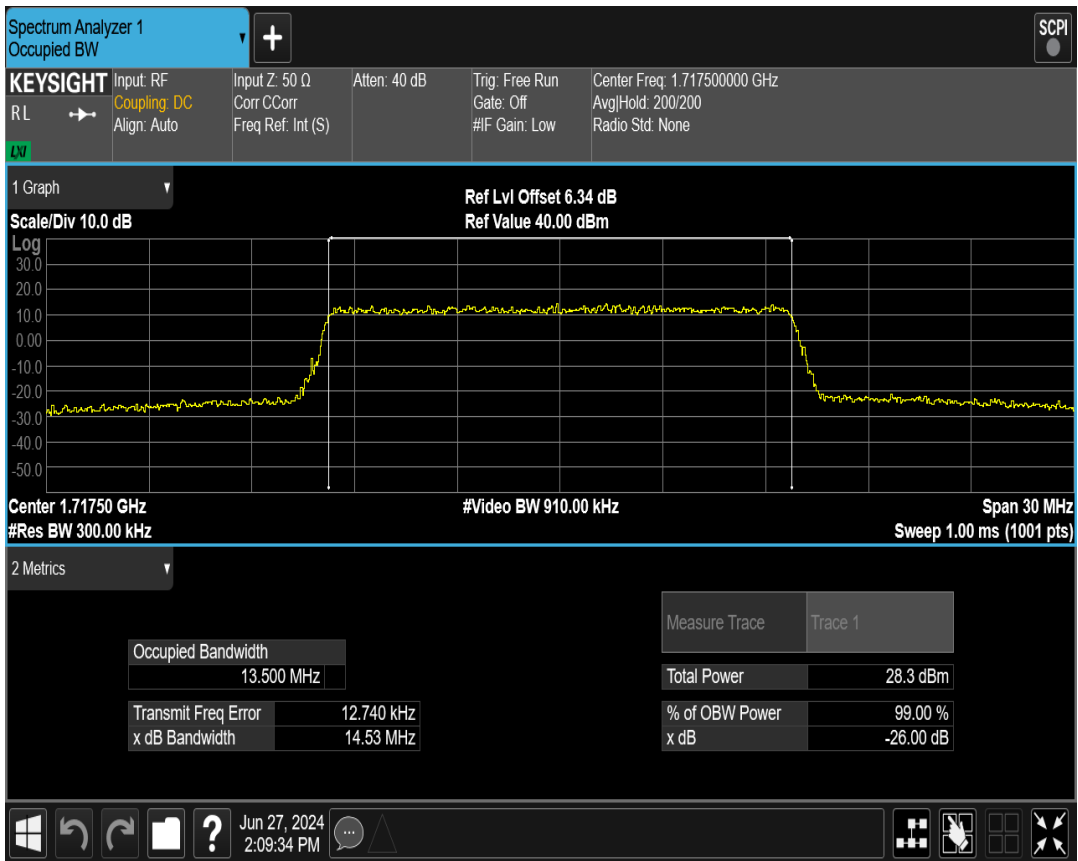 Spectrum Analyzer 1
Occupied BW
+
SCPI
KEYSIGHT
RL
LXI
Input: RF
Coupling: DC
Align: Auto
Input Z: 50 Ω
Corr CCorr
Freq Ref: Int (S)
Atten: 40 dB
Trig: Free Run
Gate: Off
#IF Gain: Low
Center Freq: 1.717500000 GHz
Avg|Hold: 200/200
Radio Std: None
1 Graph
Scale/Div 10.0 dB
Ref Lvl Offset 6.34 dB
Ref Value 40.00 dBm
Log
30.0
20.0
10.0
0.00
-10.0
-20.0
-30.0
-40.0
-50.0
Center 1.71750 GHz
#Res BW 300.00 kHz
#Video BW 910.00 kHz
Span 30 MHz
Sweep 1.00 ms (1001 pts)
2 Metrics
Occupied Bandwidth
13.500 MHz
Transmit Freq Error 12.740 kHz
x dB Bandwidth 14.53 MHz
Measure Trace Trace 1
Total Power 28.3 dBm
% of OBW Power 99.00 %
x dB -26.00 dB
?
Jun 27, 2024
2:09:34 PM